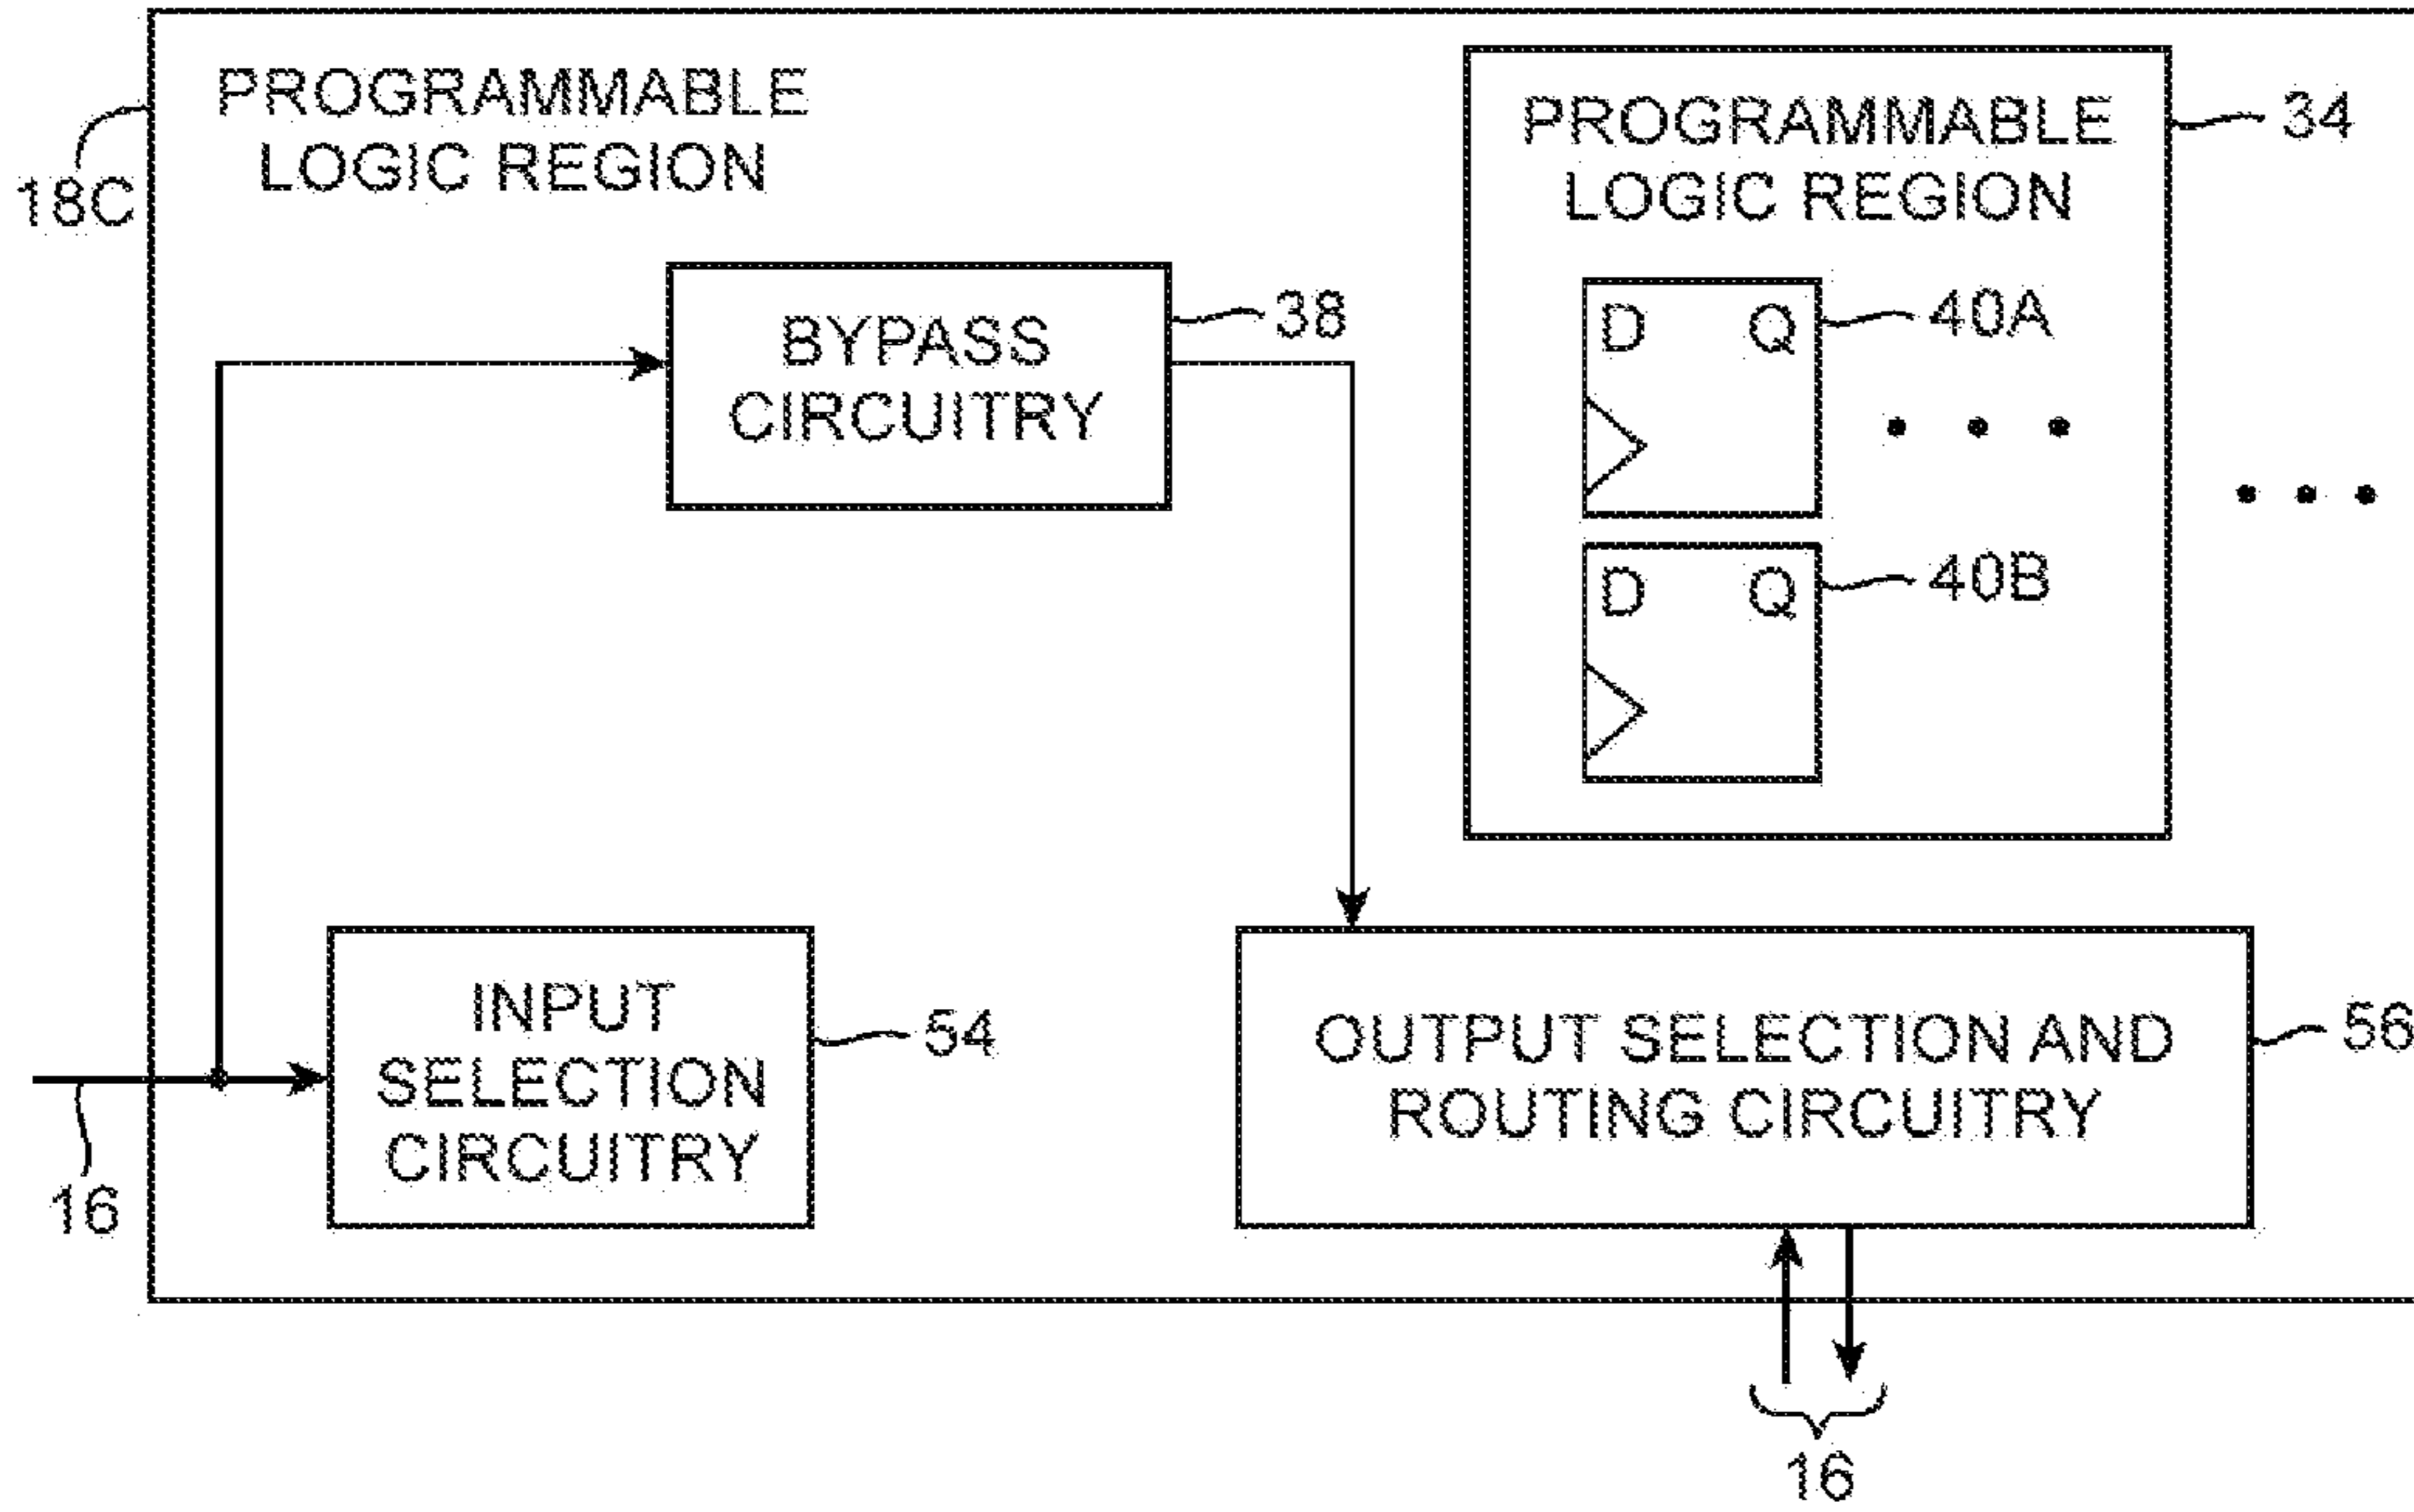 PROGRAMMABLE
LOGIC REGION
18C
PROGRAMMABLE
LOGIC REGION
34
BYPASS
CIRCUITRY
38
D Q
40A
D Q
40B
INPUT
SELECTION
CIRCUITRY
54
OUTPUT SELECTION AND
ROUTING CIRCUITRY
56
16
16